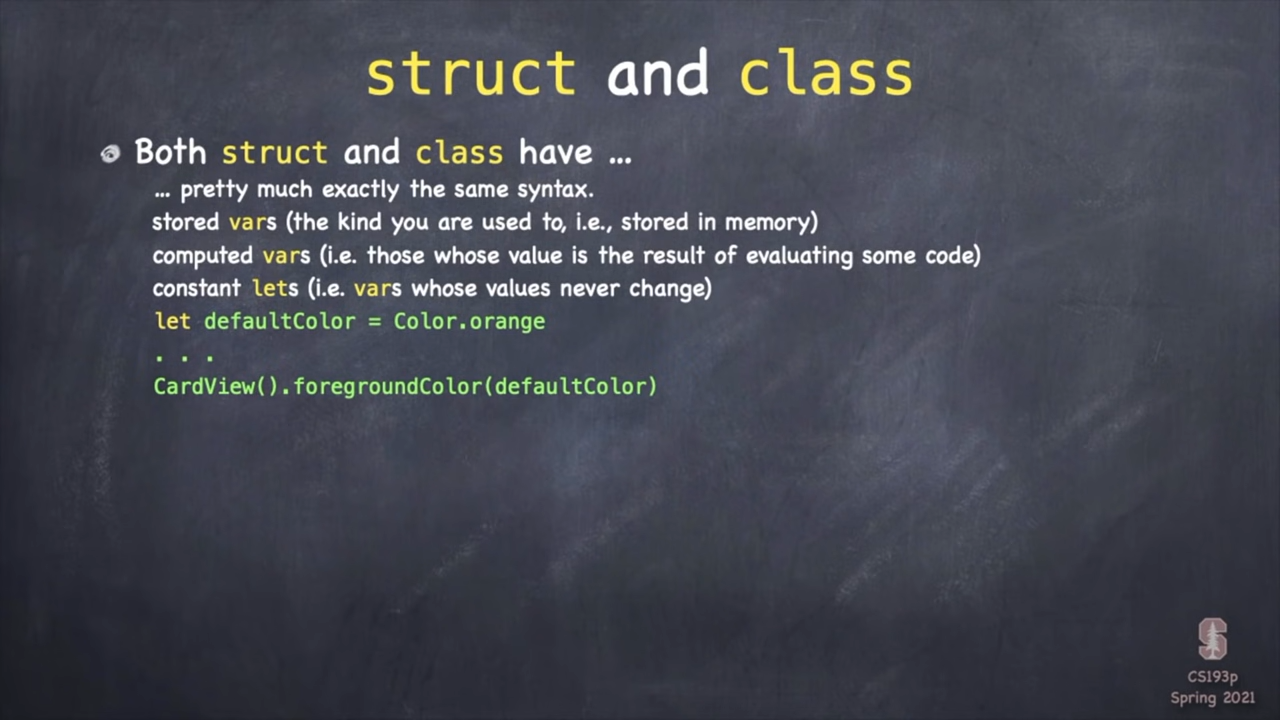 struct and class
Both struct and class have ...
... pretty much exactly the same syntax.
stored vars (the kind you are used to, i.e., stored in memory)
computed vars (i.e. those whose value is the result of evaluating some code)
constant lets (i.e. vars whose values never change)
let defaultColor = Color.orange
. . .
CardView().foregroundColor(defaultColor)
S
CS193p
Spring 2021